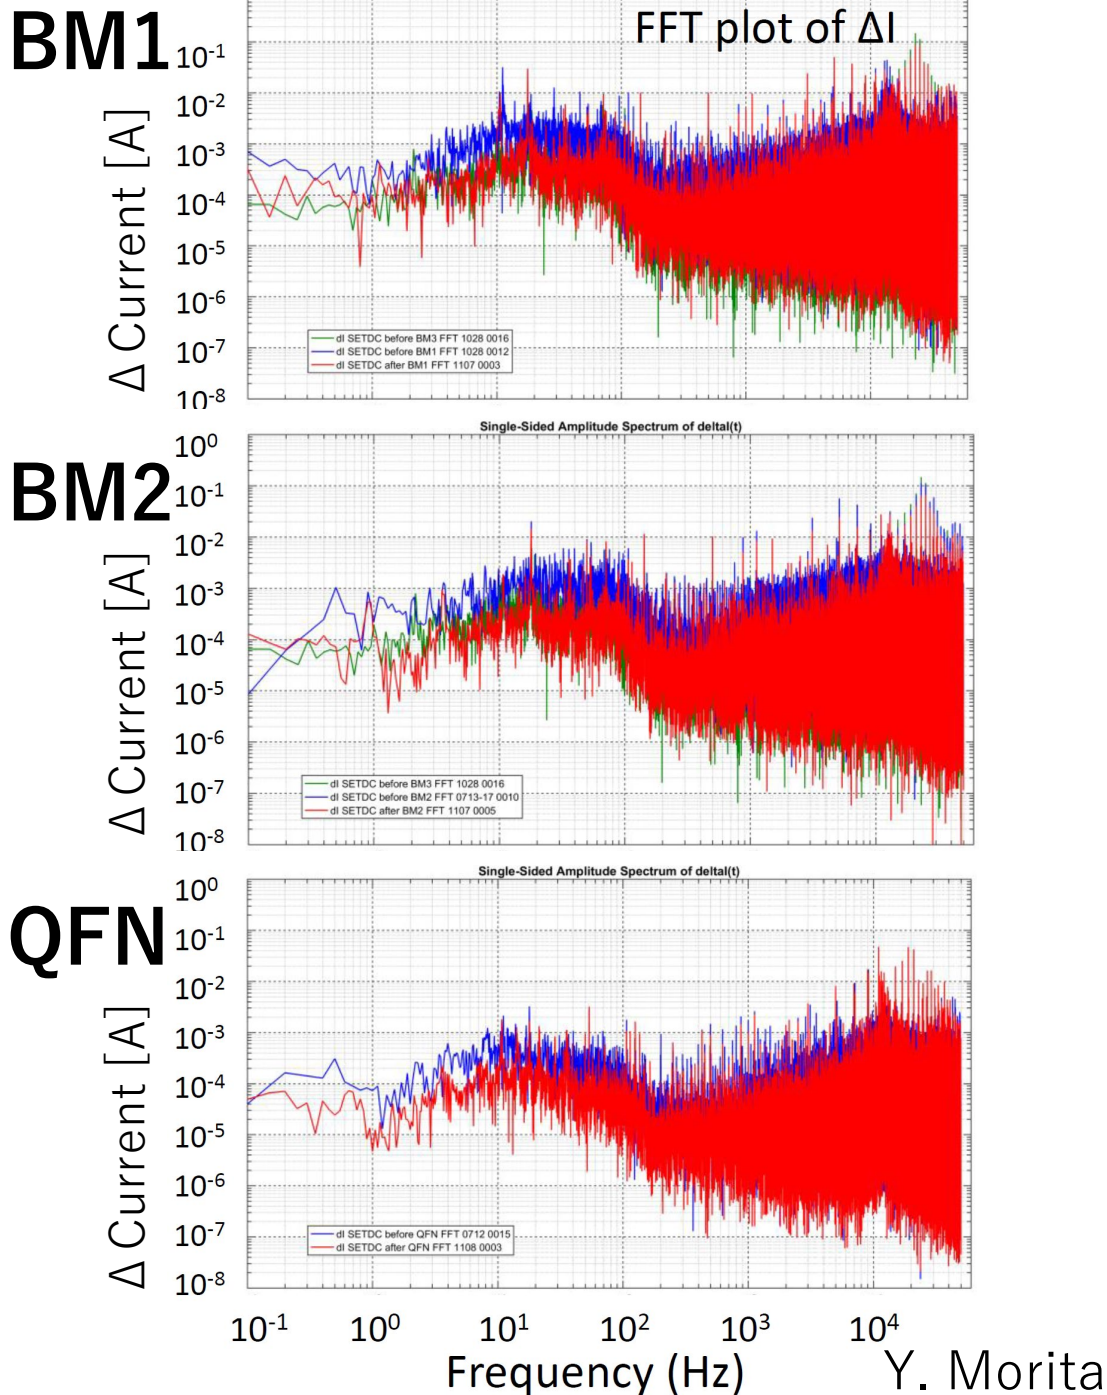 BM1
FFT plot of ΔI
10-1
10-2
10-3
10-4
10-5
10-6
10-7
10-8
Δ Current [A]
dI SETDC before BM3 FFT 1028 0016
dI SETDC before BM1 FFT 1028 0012
dI SETDC after BM1 FFT 1107 0003
Single-Sided Amplitude Spectrum of deltaI(t)
BM2
100
10-1
10-2
10-3
10-4
10-5
10-6
10-7
10-8
Δ Current [A]
dI SETDC before BM3 FFT 1028 0016
dI SETDC before BM2 FFT 0713-17 0010
dI SETDC after BM2 FFT 1107 0005
Single-Sided Amplitude Spectrum of deltaI(t)
QFN
100
10-1
10-2
10-3
10-4
10-5
10-6
10-7
10-8
Δ Current [A]
dI SETDC before QFN FFT 0712 0015
dI SETDC after QFN FFT 1108 0003
10-1 100 101 102 103 104
Frequency (Hz)
Y. Morita